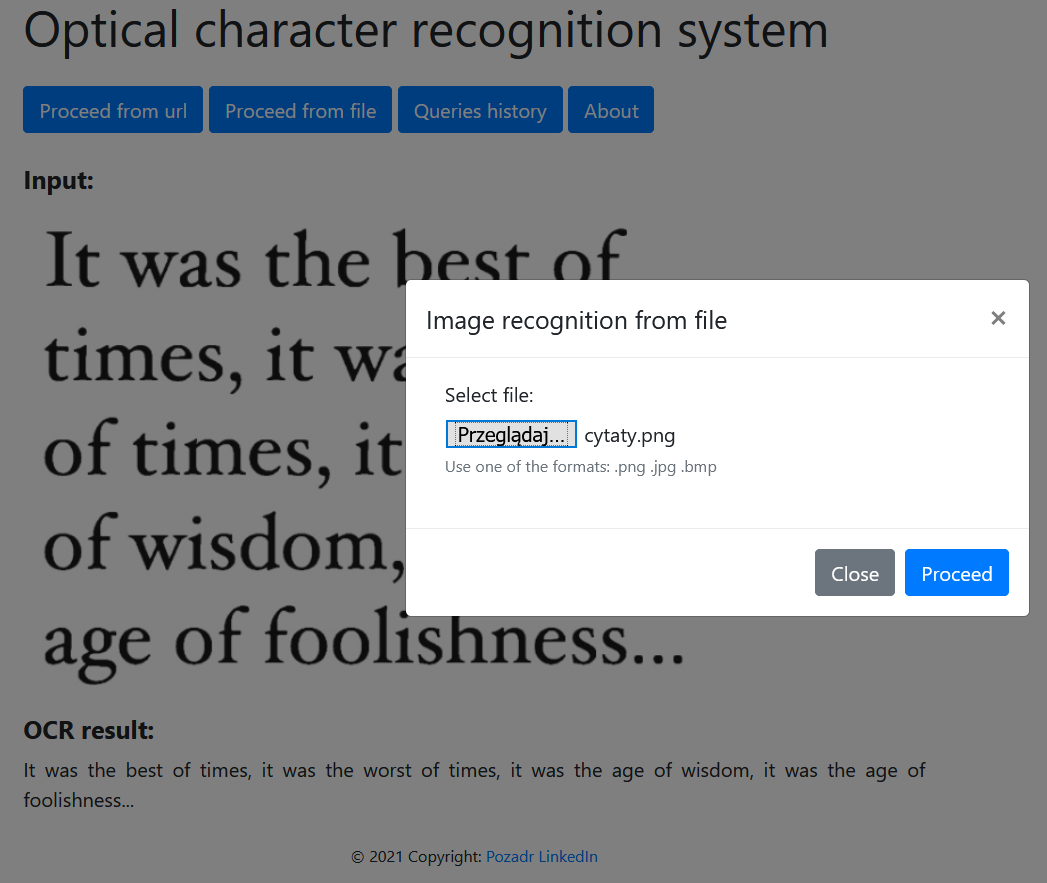 Optical character recognition system
Proceed from url Proceed from file Queries history About
Input:
It was the best of
times, it wa
of times, it
of wisdom,
age of foolishness...
Image recognition from file ×
Select file:
Przeglądaj... cytaty.png
Use one of the formats: .png .jpg .bmp
Close Proceed
OCR result:
It was the best of times, it was the worst of times, it was the age of wisdom, it was the age of
foolishness...
© 2021 Copyright: Pozadr LinkedIn